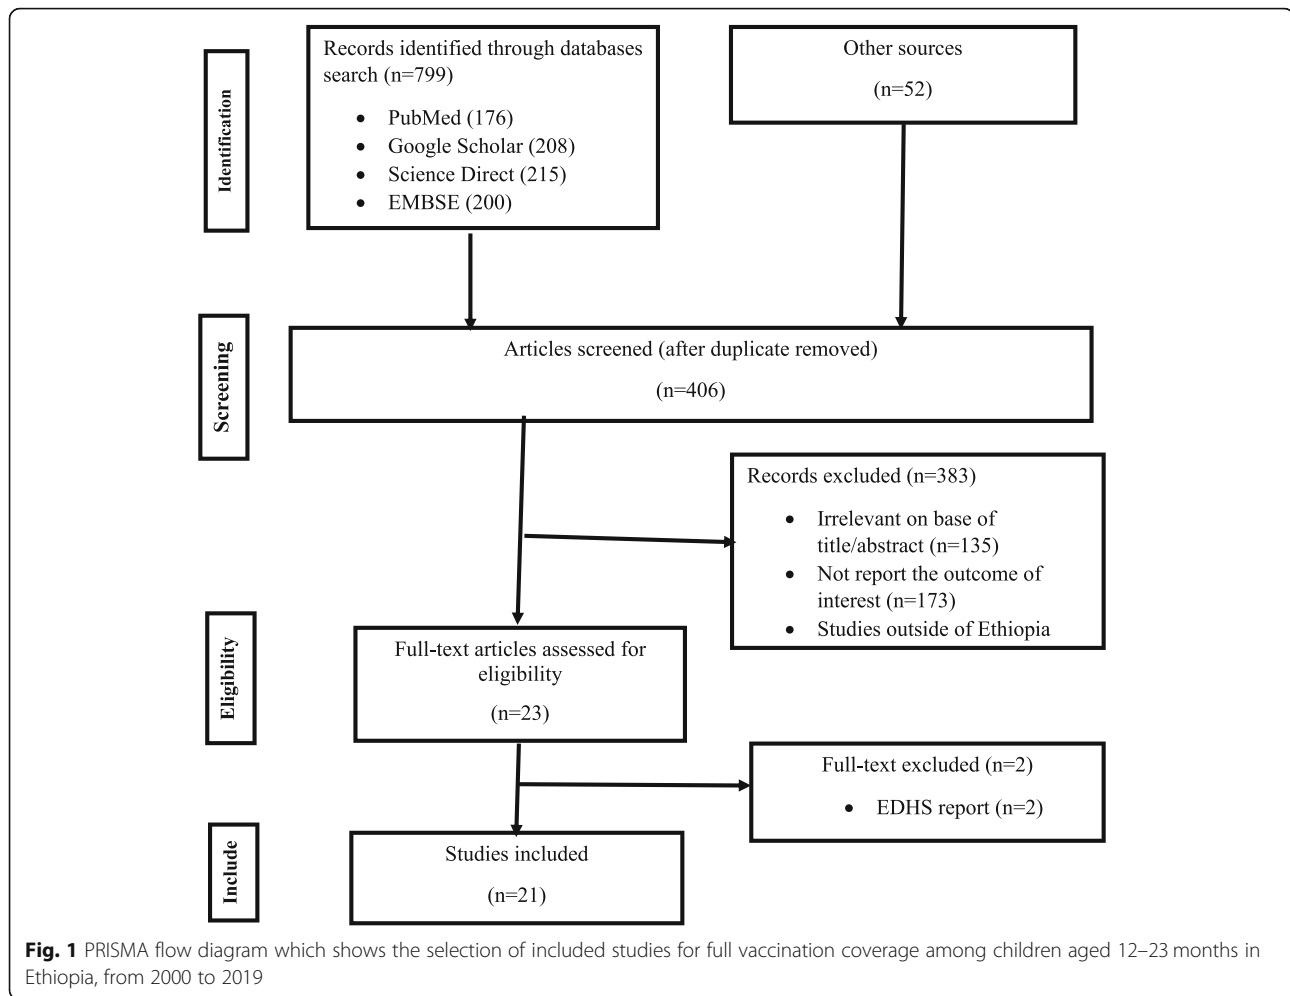 Identification
Records identified through databases
search (n=799)
• PubMed (176)
• Google Scholar (208)
• Science Direct (215)
• EMBSE (200)
Other sources
(n=52)
Screening
Articles screened (after duplicate removed)
(n=406)
Records excluded (n=383)
• Irrelevant on base of
title/abstract (n=135)
• Not report the outcome of
interest (n=173)
• Studies outside of Ethiopia
Eligibility
Full-text articles assessed for
eligibility
(n=23)
Full-text excluded (n=2)
• EDHS report (n=2)
Include
Studies included
(n=21)
Fig. 1 PRISMA flow diagram which shows the selection of included studies for full vaccination coverage among children aged 12–23 months in
Ethiopia, from 2000 to 2019